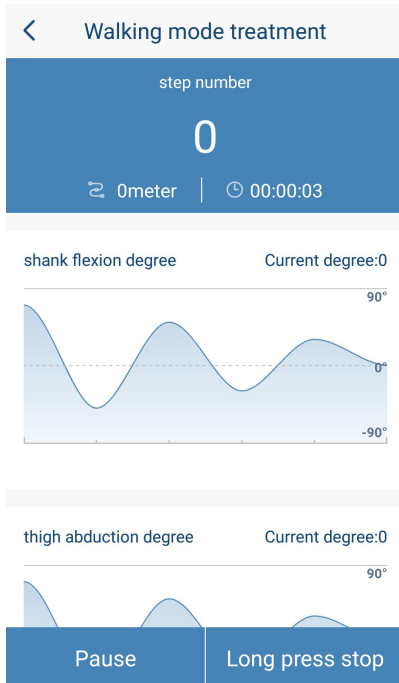 Walking mode treatment
step number
0
0meter 00:00:03
shank flexion degree Current degree:0
90°
0°
-90°
thigh abduction degree Current degree:0
90°
Pause Long press stop